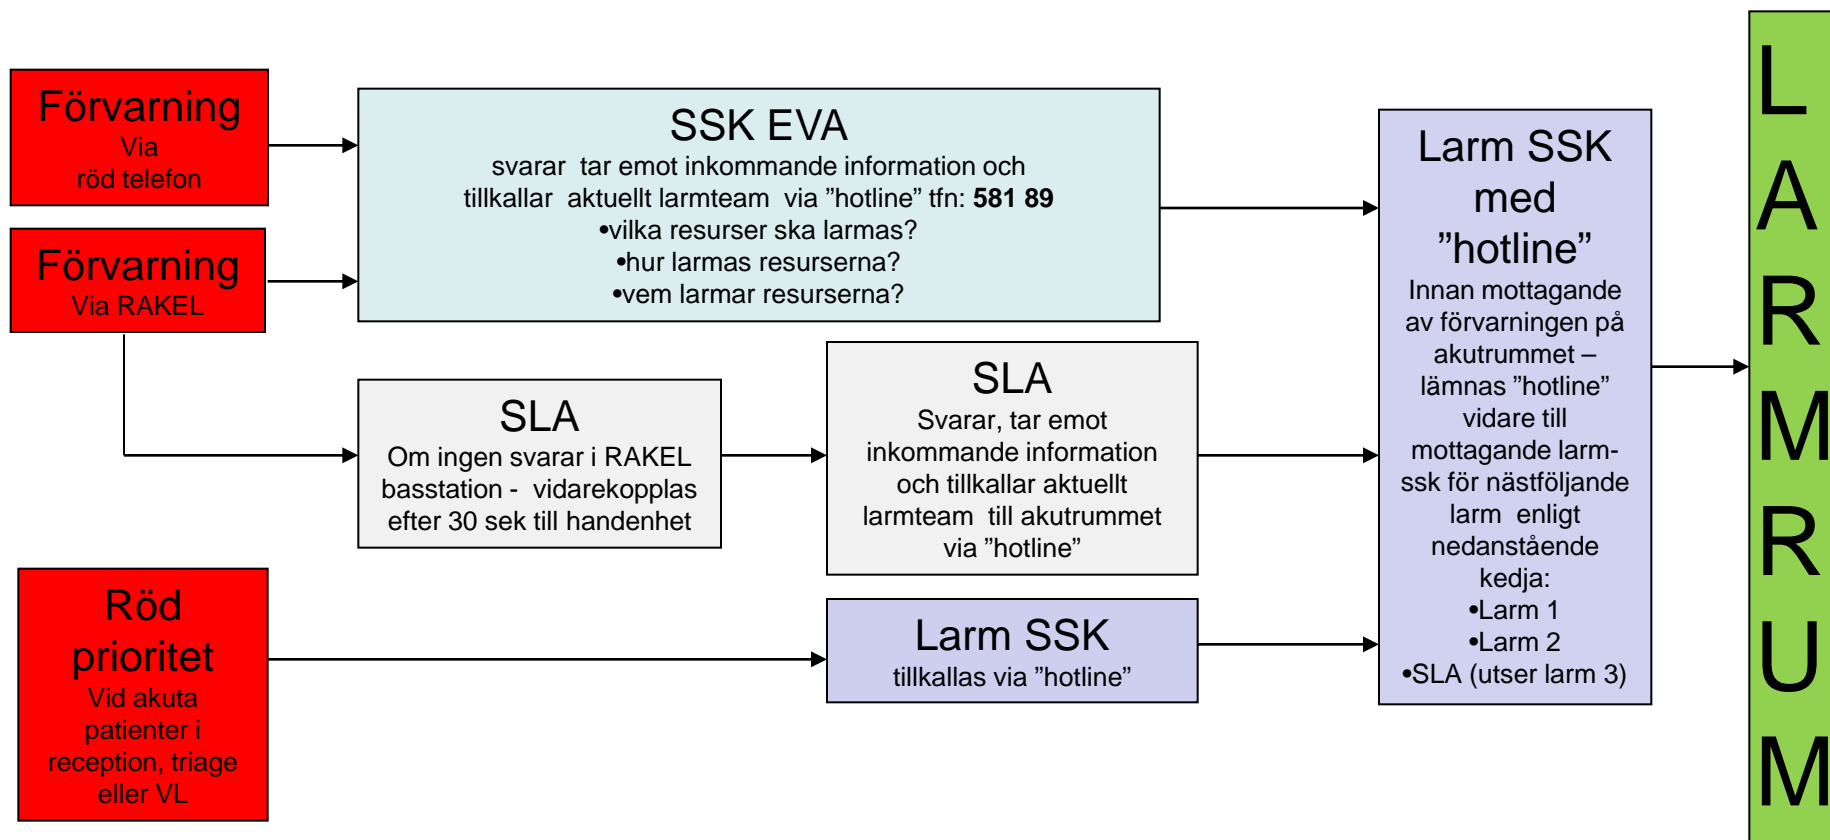 Förvarning
Via
röd telefon
Förvarning
Via RAKEL
SSK EVA
svarar tar emot inkommande information och
tillkallar aktuellt larmteam via ”hotline” tfn: 581 89
•vilka resurser ska larmas?
•hur larmas resurserna?
•vem larmar resurserna?
SLA
Om ingen svarar i RAKEL
basstation - vidarekopplas
efter 30 sek till handenhet
SLA
Svarar, tar emot
inkommande information
och tillkallar aktuellt
larmteam till akutrummet
via ”hotline”
Röd
prioritet
Vid akuta
patienter i
reception, triage
eller VL
Larm SSK
tillkallas via ”hotline”
Larm SSK
med
”hotline”
Innan mottagande
av förvarningen på
akutrummet –
lämnas ”hotline”
vidare till
mottagande larm-
ssk för nästföljande
larm enligt
nedanstående
kedja:
•Larm 1
•Larm 2
•SLA (utser larm 3)
L
A
R
M
R
U
M